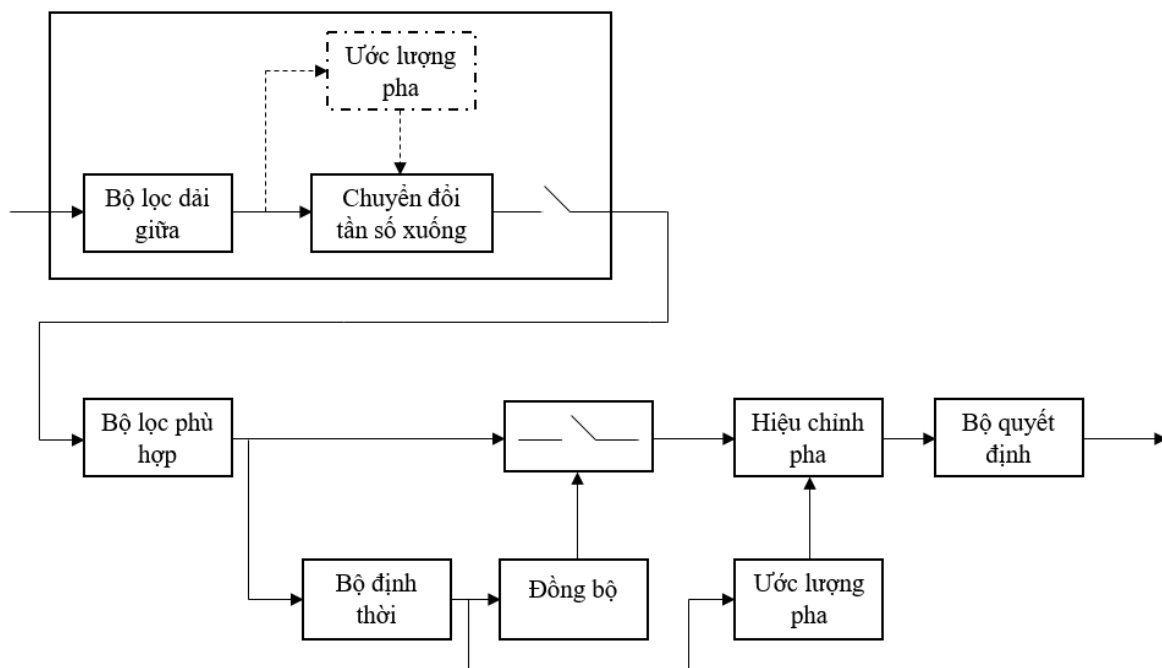 Ước lượng
pha
Bộ lọc dải
giữa
Chuyển đổi
tần số xuống
Bộ lọc phù
hợp
Hiệu chỉnh
pha
Bộ quyết
định
Bộ định
thời
Đồng bộ
Ước lượng
pha